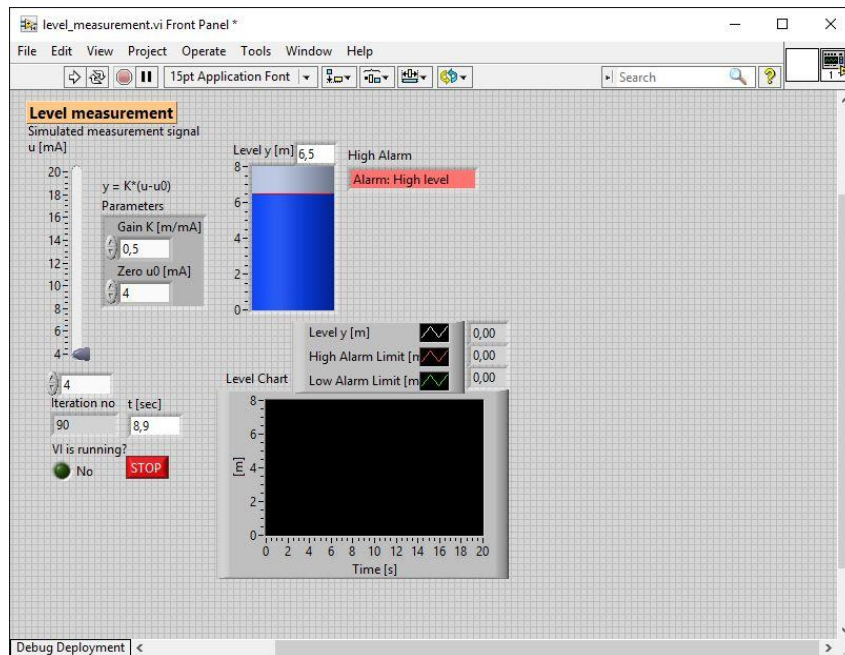 level_measurement.vi Front Panel *
File Edit View Project Operate Tools Window Help
15pt Application Font
Search
1
Level measurement
Simulated measurement signal
u [mA]
20
18
16
14
12
10
8
6
4
4
y = K*(u-u0)
Parameters
Gain K [m/mA]
0,5
Zero u0 [mA]
4
Iteration no t [sec]
90 8,9
VI is running?
No STOP
Level y [m] 6,5
8
6
4
2
0
High Alarm
Alarm: High level
Level y [m] 0,00
High Alarm Limit [m 0,00
Low Alarm Limit [m 0,00
Level Chart
8
6
4
2
0
[m]
0 2 4 6 8 10 12 14 16 18 20
Time [s]
Debug Deployment